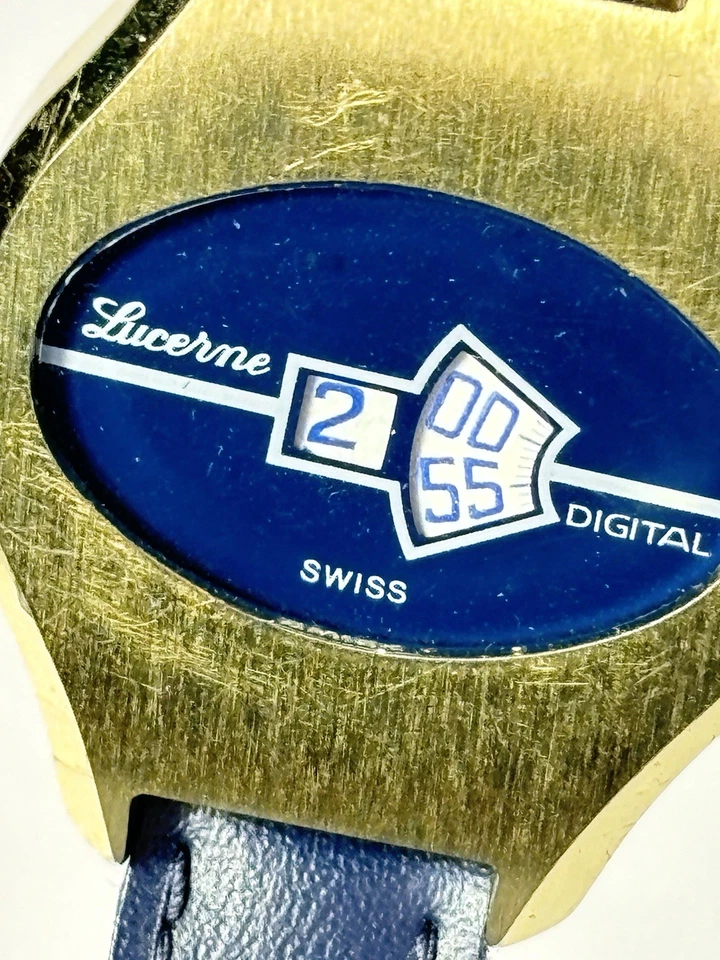 Lucerne
2
00
55
DIGITAL
SWISS